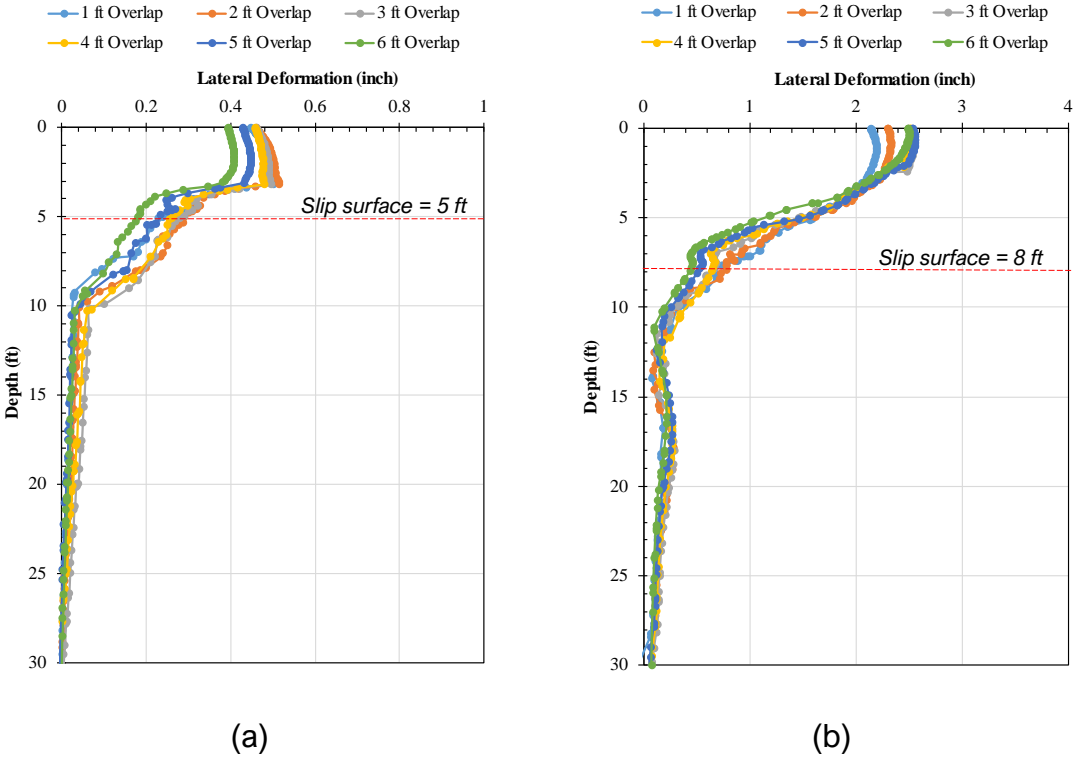 1 ft Overlap 2 ft Overlap 3 ft Overlap
4 ft Overlap 5 ft Overlap 6 ft Overlap
Lateral Deformation (inch)
0 0.2 0.4 0.6 0.8 1
0
5
10
15
20
25
30
Depth (ft)
Slip surface = 5 ft
(a)
1 ft Overlap 2 ft Overlap 3 ft Overlap
4 ft Overlap 5 ft Overlap 6 ft Overlap
Lateral Deformation (inch)
0 1 2 3 4
0
5
10
15
20
25
30
Depth (ft)
Slip surface = 8 ft
(b)